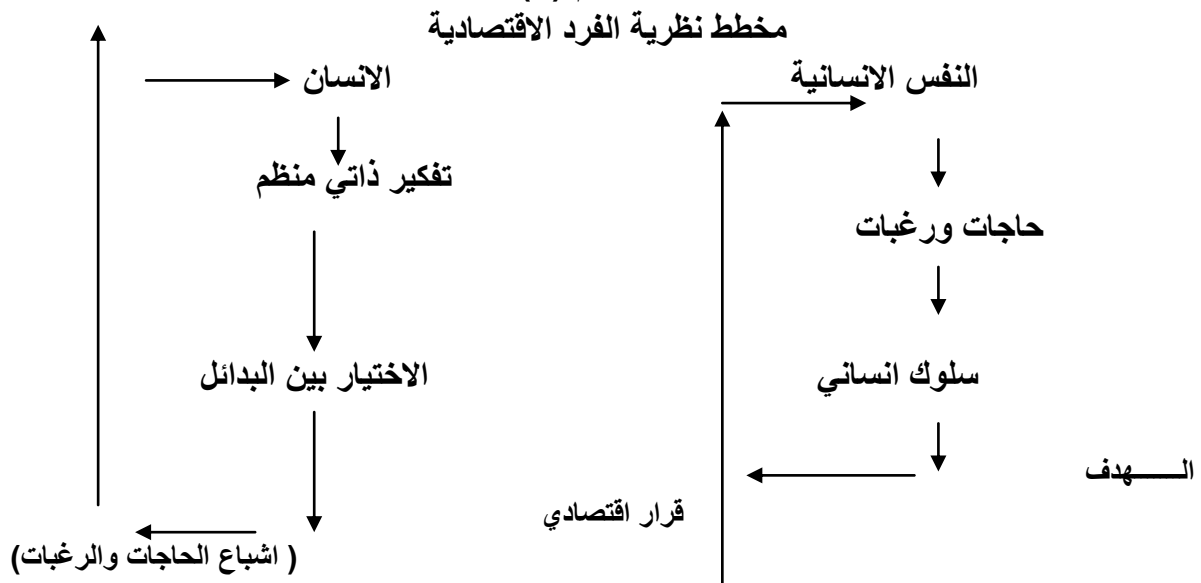 مخطط نظرية الفرد الاقتصادية
النفس الانسانية
الانسان
تفكير ذاتي منظم
حاجات ورغبات
سلوك انساني
الاختيار بين البدائل
الـــــهدف
قرار اقتصادي
( اشباع الحاجات والرغبات)